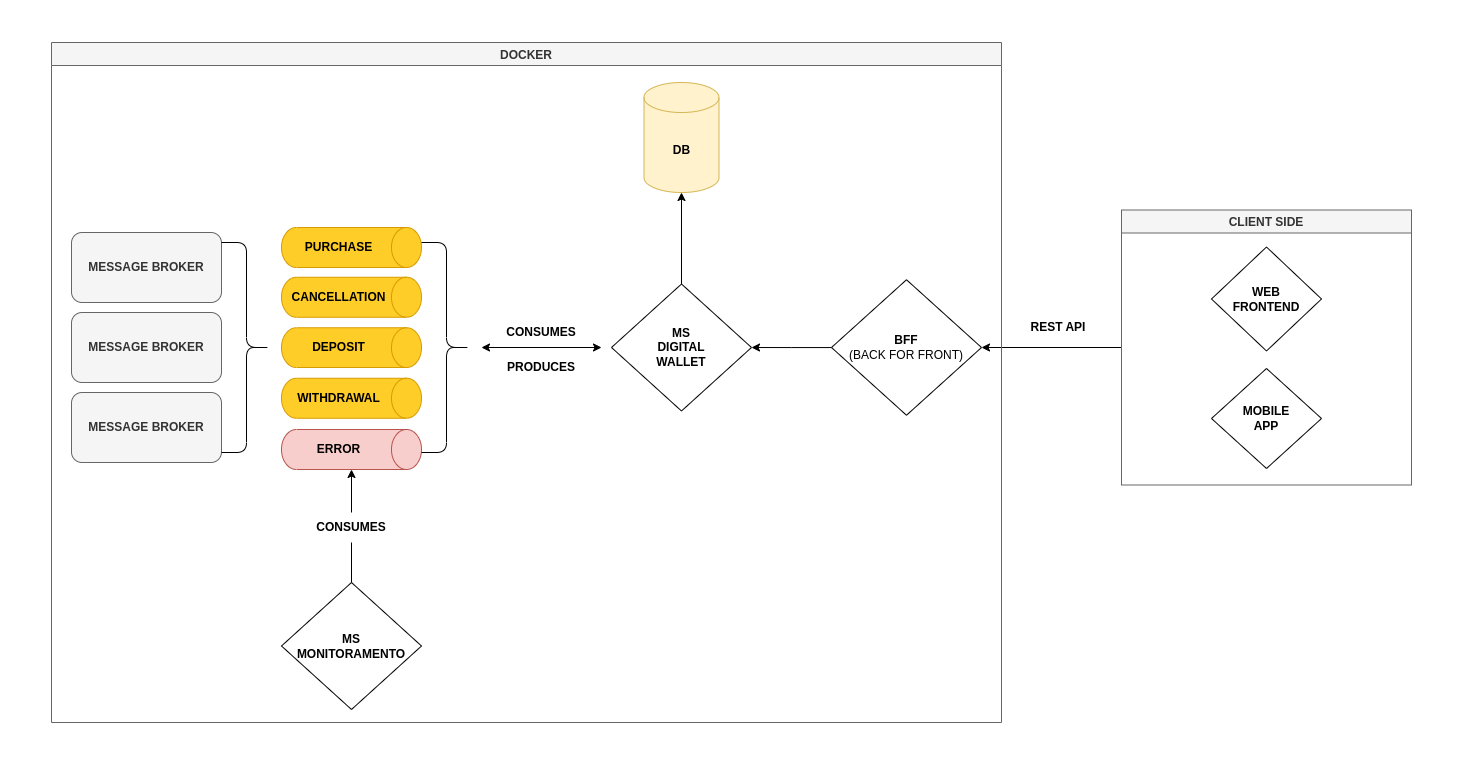 DOCKER
DB
MESSAGE BROKER
MESSAGE BROKER
MESSAGE BROKER
PURCHASE
CANCELLATION
DEPOSIT
WITHDRAWAL
ERROR
CONSUMES
PRODUCES
MS
DIGITAL
WALLET
BFF
(BACK FOR FRONT)
REST API
CLIENT SIDE
WEB
FRONTEND
MOBILE
APP
CONSUMES
MS
MONITORAMENTO